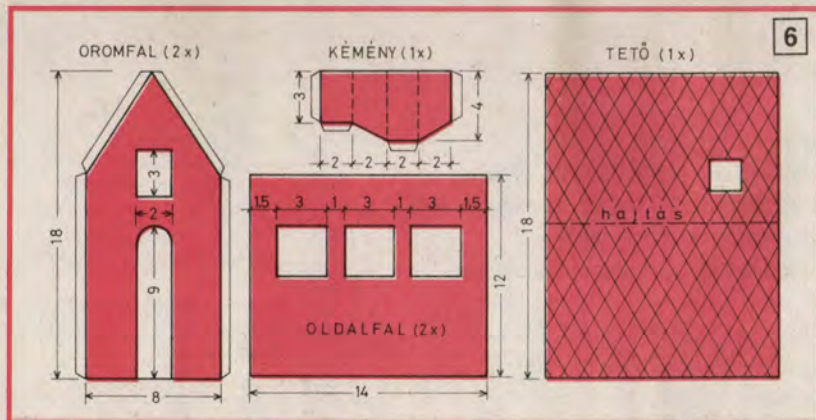 6
OROMFAL (2x)
KÉMÉNY (1x)
TETŐ (1x)
3
4
2 2 2 2
18
3
2
9
8
1,5 3 1 3 1 3 1,5
12
OLDALFAL (2x)
14
18
hajtás